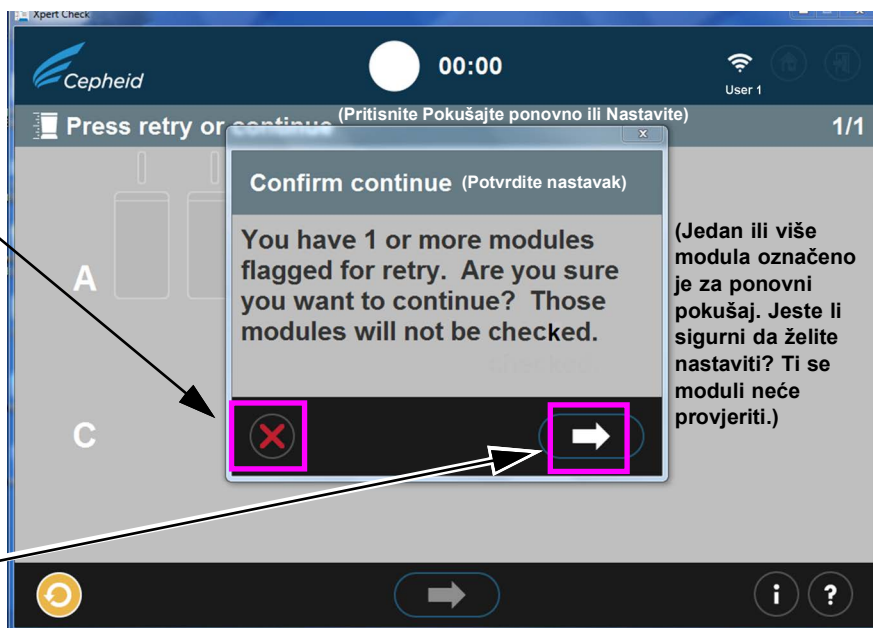 Xpert Check
Cepheid
00:00
User 1
Press retry or continue (Pritisnite Pokušajte ponovno ili Nastavite)
1/1
Confirm continue (Potvrdite nastavak)
You have 1 or more modules
flagged for retry. Are you sure
you want to continue? Those
modules will not be checked.
(Jedan ili više
modula označeno
je za ponovni
pokušaj. Jeste li
sigurni da želite
nastaviti? Ti se
moduli neće
provjeriti.)
A
C
i
?